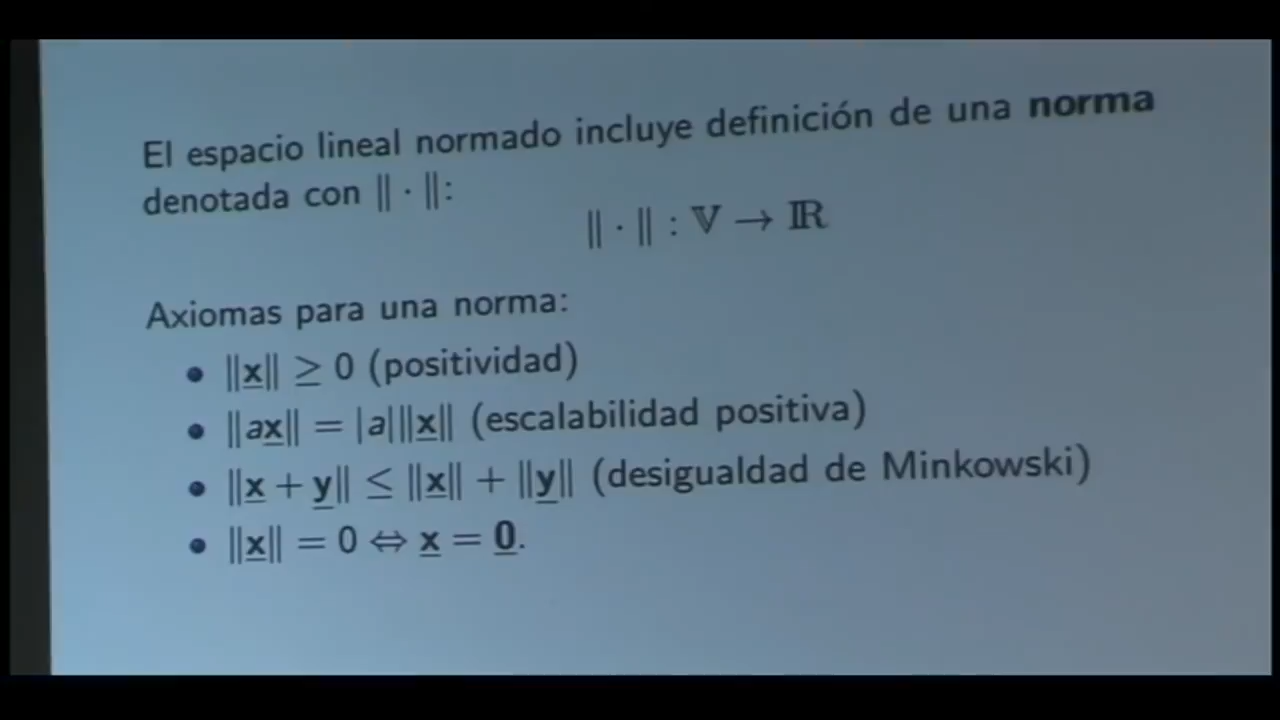 El espacio lineal normado incluye definición de una norma
denotada con ‖ · ‖:
‖ · ‖ : 𝕍 → ℝ
Axiomas para una norma:
• ‖x̲‖ ≥ 0 (positividad)
• ‖ax̲‖ = |a|‖x̲‖ (escalabilidad positiva)
• ‖x̲ + y̲‖ ≤ ‖x̲‖ + ‖y̲‖ (desigualdad de Minkowski)
• ‖x̲‖ = 0 ⇔ x̲ = 0̲.